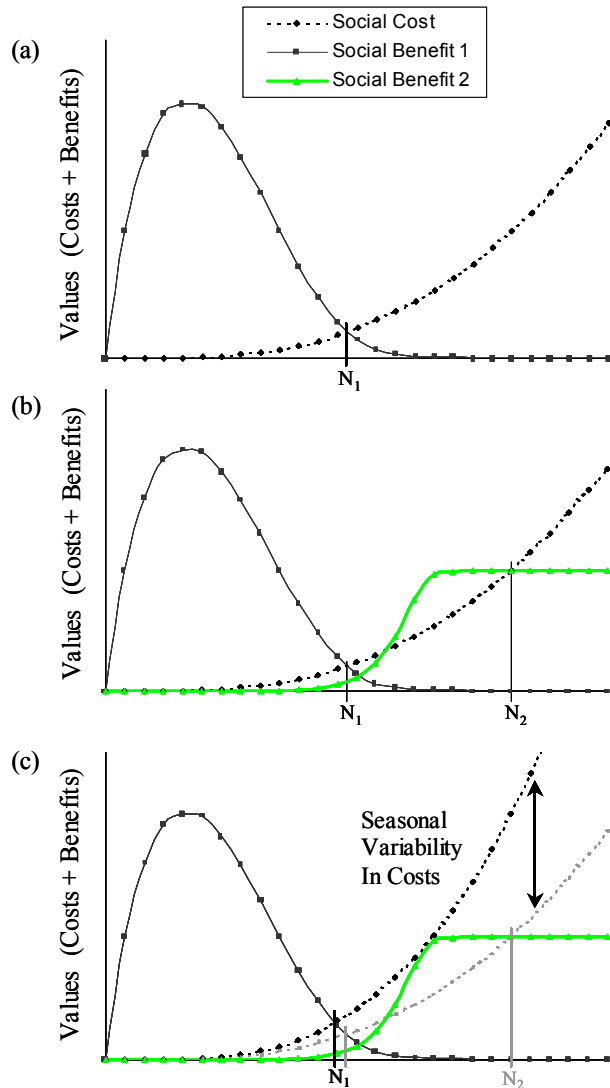 Social Cost
Social Benefit 1
Social Benefit 2
(a)
Values (Costs + Benefits)
N1
(b)
Values (Costs + Benefits)
N1
N2
(c)
Values (Costs + Benefits)
Seasonal
Variability
In Costs
N1
N2